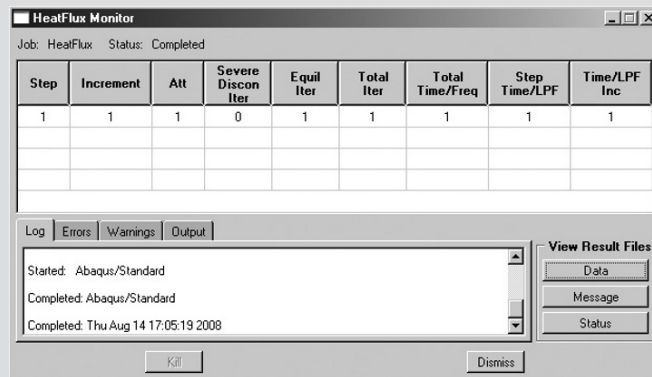 HeatFlux Monitor
Job: HeatFlux Status: Completed
Step Increment Att Severe Discon Iter Equil Iter Total Iter Total Time/Freq Step Time/LPF Time/LPF Inc
1 1 1 0 1 1 1 1 1
Log Errors Warnings Output
Started: Abaqus/Standard
Completed: Abaqus/Standard
Completed: Thu Aug 14 17:05:19 2008
View Result Files
Data
Message
Status
Kill Dismiss